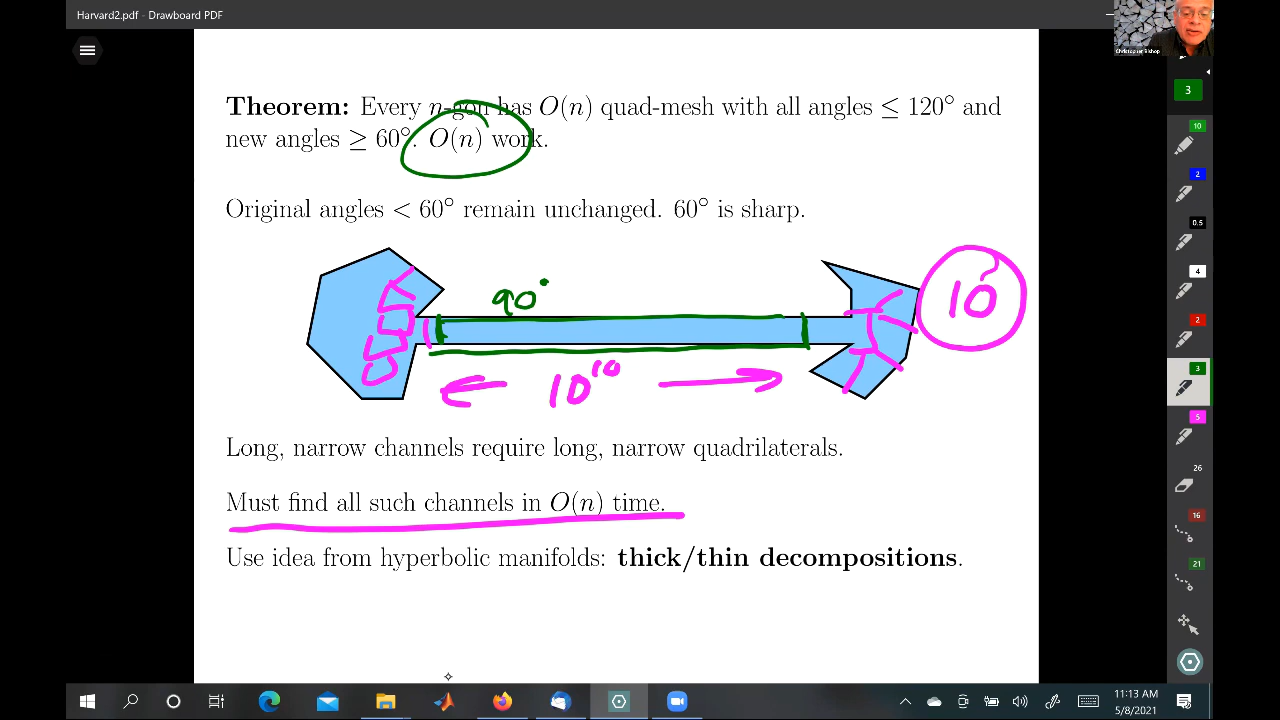 Harvard2.pdf - Drawboard PDF
Christopher Bishop
Theorem: Every n-gon has O(n) quad-mesh with all angles ≤ 120° and
new angles ≥ 60°. O(n) work.
Original angles < 60° remain unchanged. 60° is sharp.
90°
10
10¹⁰
Long, narrow channels require long, narrow quadrilaterals.
Must find all such channels in O(n) time.
Use idea from hyperbolic manifolds: thick/thin decompositions.
3
10
2
0.5
4
2
3
5
26
16
21
11:13 AM
5/8/2021